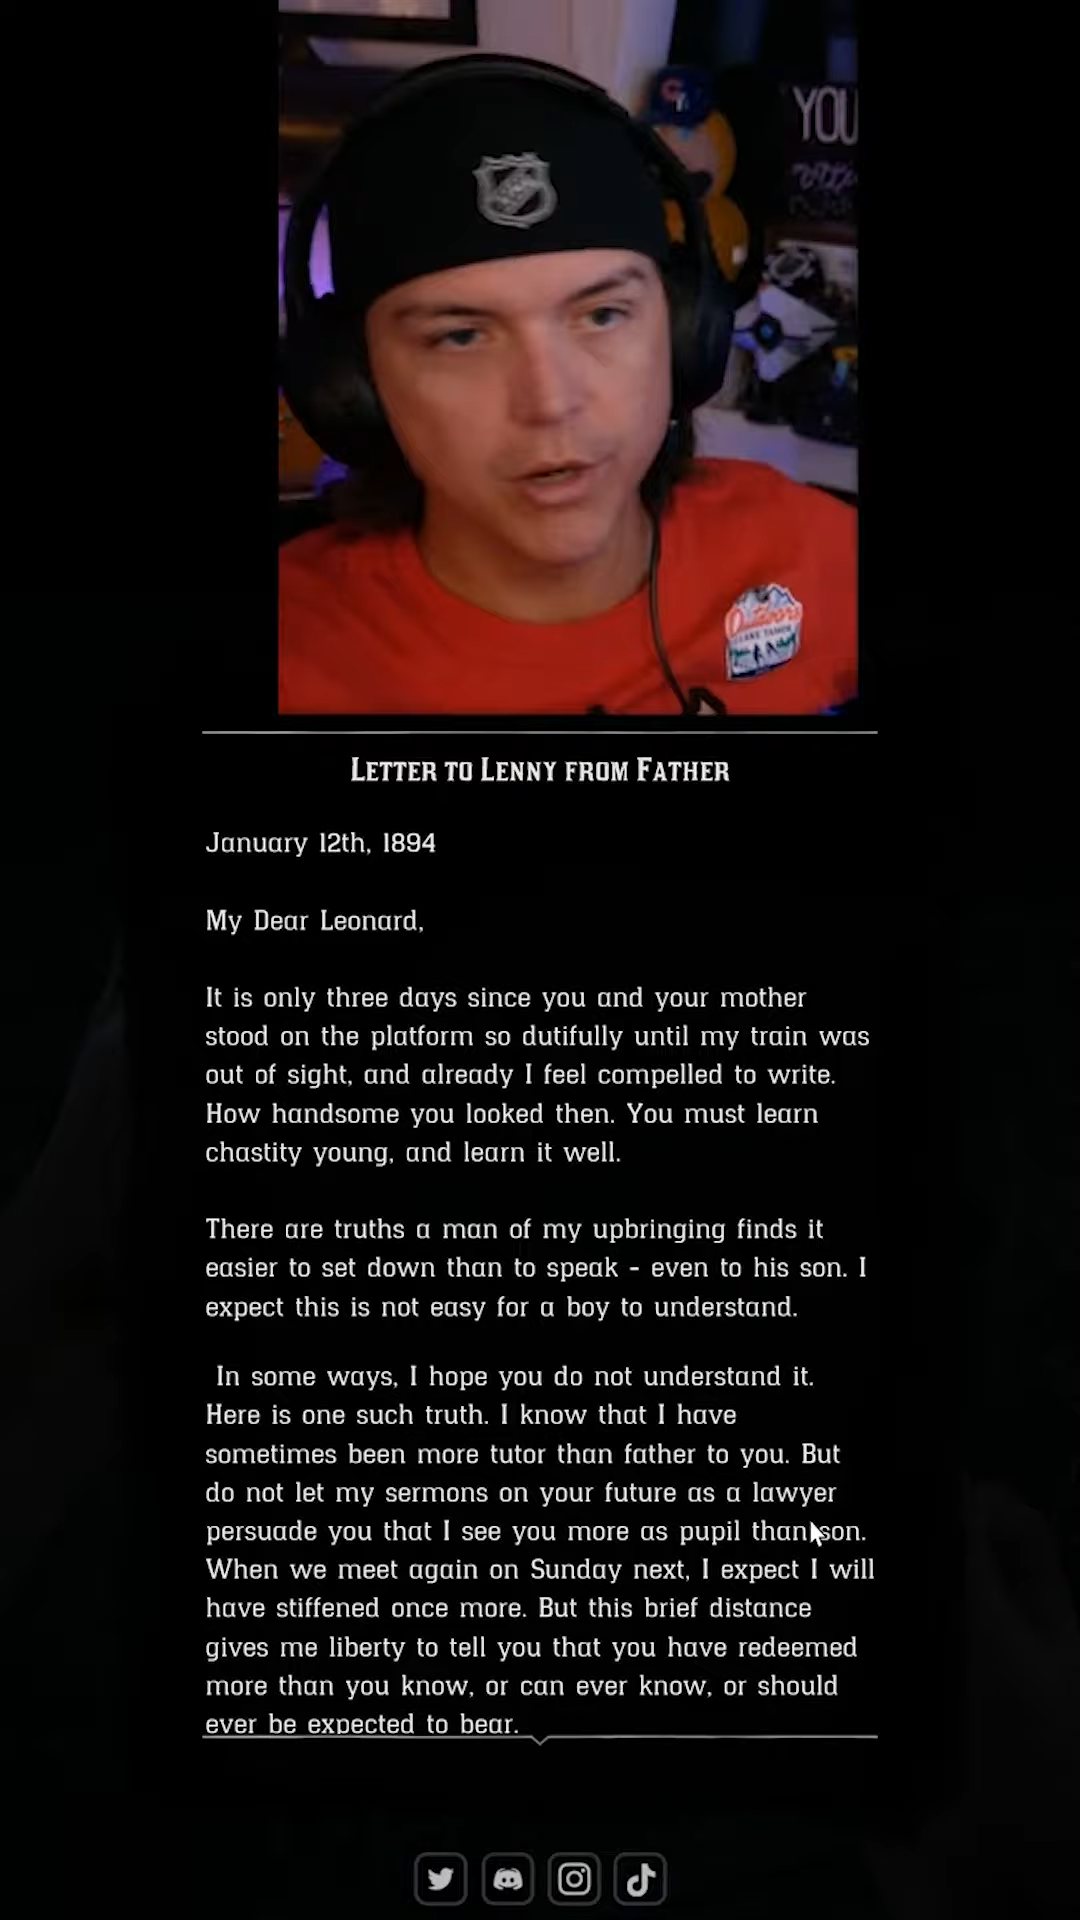 YOU
Outdoors
LAKE TAHOE
LETTER TO LENNY FROM FATHER
January 12th, 1894
My Dear Leonard,
It is only three days since you and your mother
stood on the platform so dutifully until my train was
out of sight, and already I feel compelled to write.
How handsome you looked then. You must learn
chastity young, and learn it well.
There are truths a man of my upbringing finds it
easier to set down than to speak - even to his son. I
expect this is not easy for a boy to understand.
In some ways, I hope you do not understand it.
Here is one such truth. I know that I have
sometimes been more tutor than father to you. But
do not let my sermons on your future as a lawyer
persuade you that I see you more as pupil than son.
When we meet again on Sunday next, I expect I will
have stiffened once more. But this brief distance
gives me liberty to tell you that you have redeemed
more than you know, or can ever know, or should
ever be expected to bear.